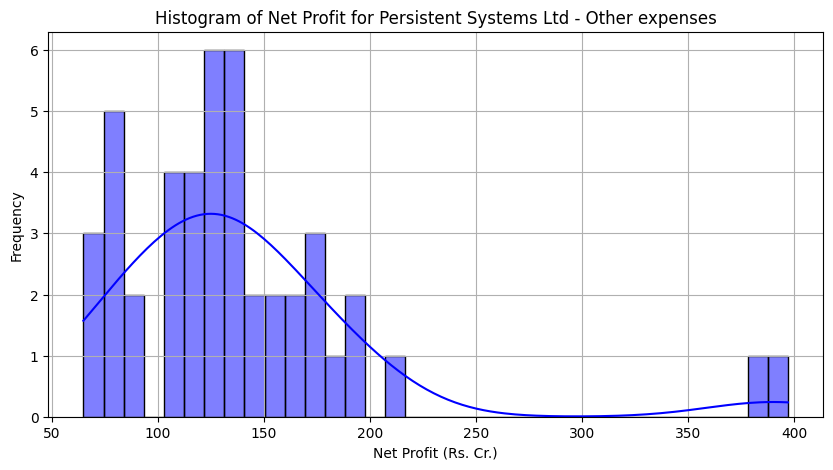 Histogram of Net Profit for Persistent Systems Ltd - Other expenses
Frequency
6
5
4
3
2
1
0
50 100 150 200 250 300 350 400
Net Profit (Rs. Cr.)